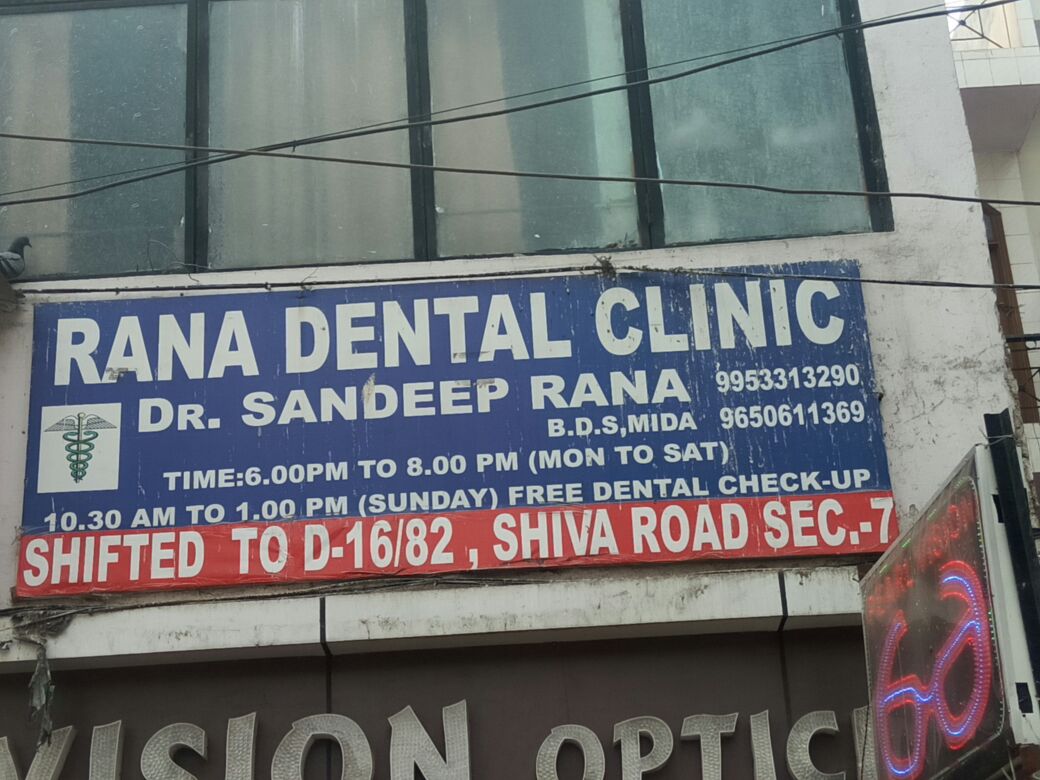 RANA DENTAL CLINIC
DR. SANDEEP RANA 9953313290
B.D.S,MIDA 9650611369
TIME:6.00PM TO 8.00 PM (MON TO SAT)
10.30 AM TO 1.00 PM (SUNDAY) FREE DENTAL CHECK-UP
SHIFTED TO D-16/82 , SHIVA ROAD SEC.-7
VISION OPTIC